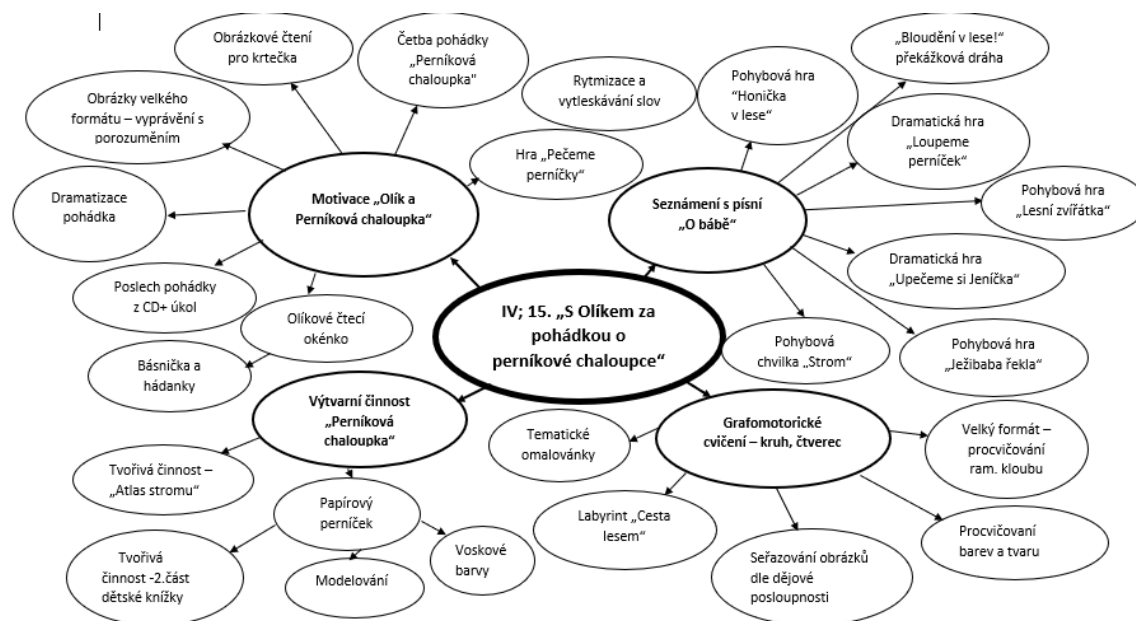 Obrázkové čtení
pro krtečka
Četba pohádky
„Perníková
chaloupka"
„Bloudění v lese!“
překážková dráha
Obrázky velkého
formátu – vyprávění s
porozuměním
Rytmizace a
vytleskávání slov
Pohybová hra
“Honička
v lese“
Dramatická hra
„Loupeme
perníček“
Hra „Pečeme
perníčky“
Dramatizace
pohádka
Motivace „Olík a
Perníková chaloupka“
Seznámení s písní
„O bábě“
Pohybová hra
„Lesní zvířátka“
Dramatická hra
„Upečeme si Jeníčka“
Poslech pohádky
z CD+ úkol
Olíkové čtecí
okénko
IV; 15. „S Olíkem za
pohádkou o
perníkové chaloupce“
Pohybová
chvilka „Strom“
Pohybová hra
„Ježibaba řekla“
Básnička a
hádanky
Výtvarní činnost
„Perníková
chaloupka“
Tematické
omalovánky
Grafomotorické
cvičení – kruh, čtverec
Velký formát –
procvičování
ram. kloubu
Tvořivá činnost –
„Atlas stromu“
Papírový
perníček
Labyrint „Cesta
lesem“
Procvičovaní
barev a tvaru
Tvořivá
činnost -2.část
dětské knížky
Modelování
Voskové
barvy
Seřazování obrázků
dle dějové
posloupnosti